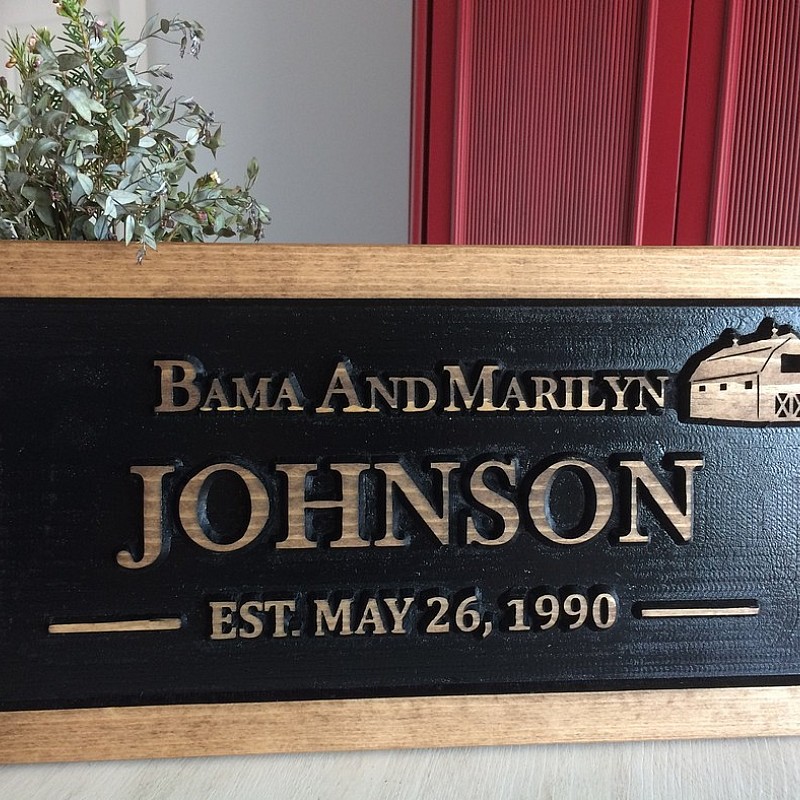 Bama And Marilyn
JOHNSON
EST. MAY 26, 1990